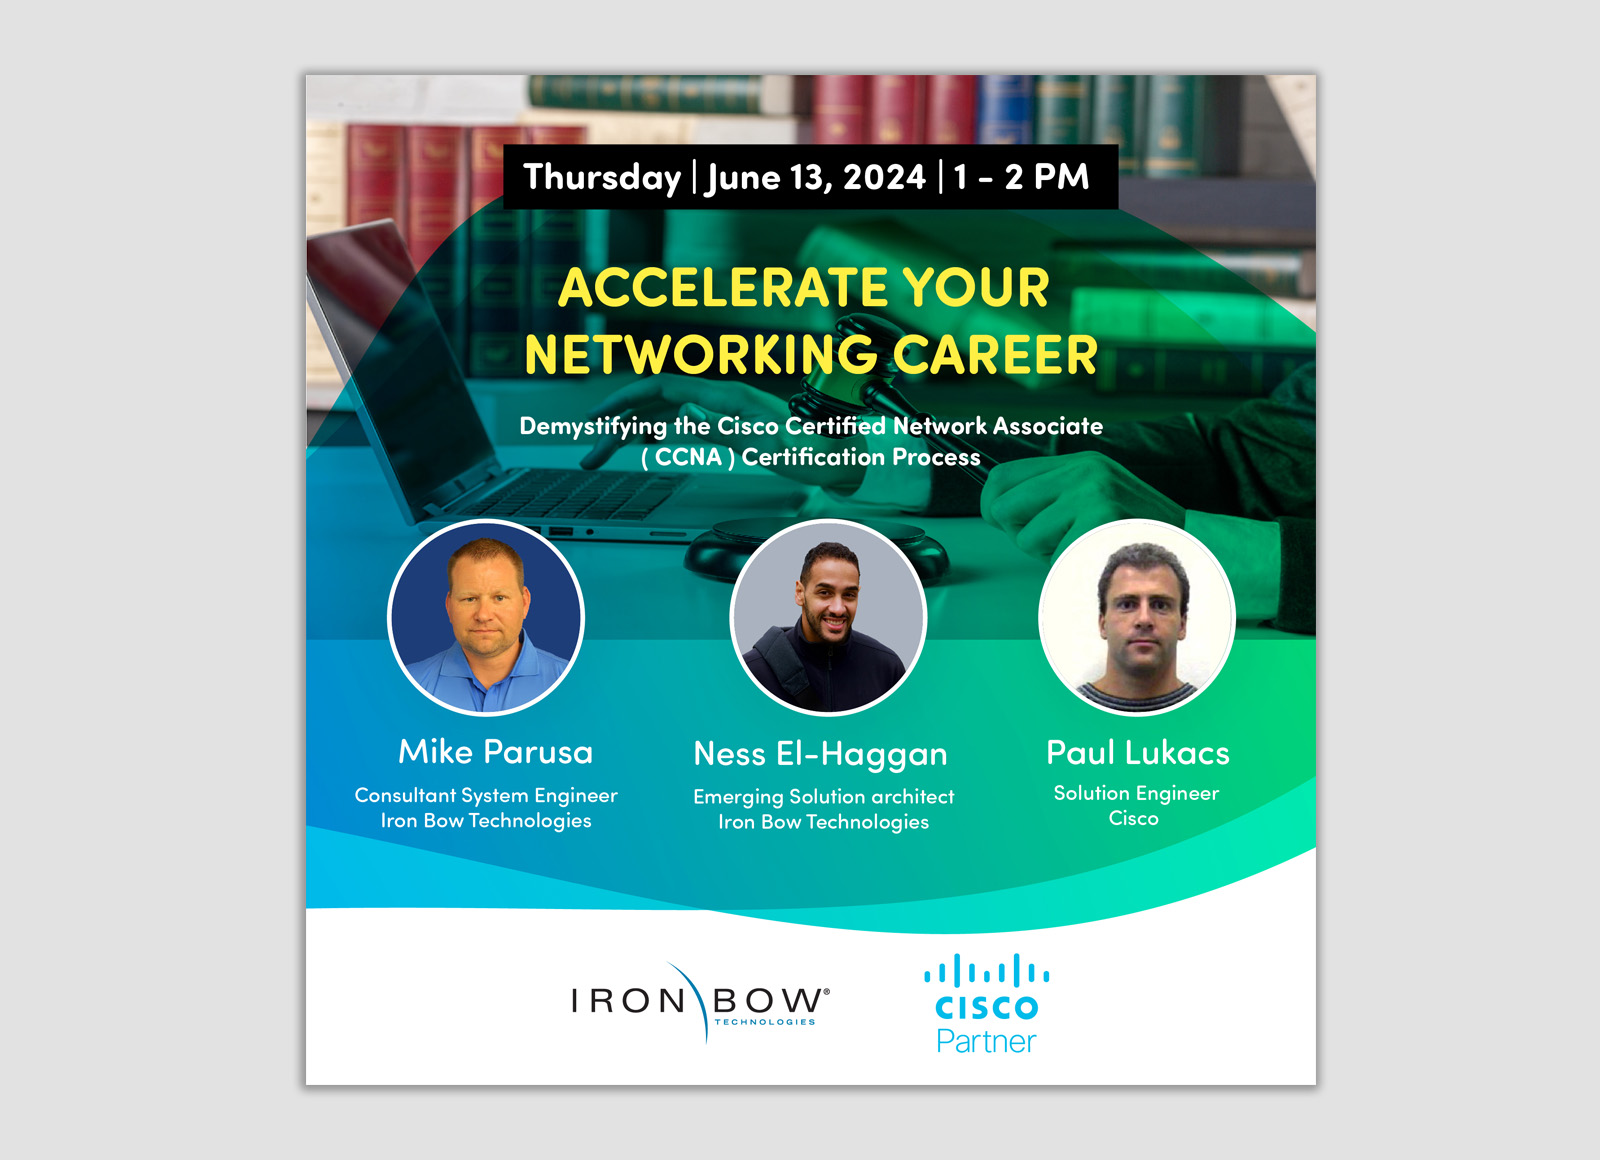 Thursday | June 13, 2024 | 1 - 2 PM
ACCELERATE YOUR
NETWORKING CAREER
Demystifying the Cisco Certified Network Associate
( CCNA ) Certification Process
Mike Parusa
Consultant System Engineer
Iron Bow Technologies
Ness El-Haggan
Emerging Solution architect
Iron Bow Technologies
Paul Lukacs
Solution Engineer
Cisco
IRON BOW®
TECHNOLOGIES
CISCO
Partner